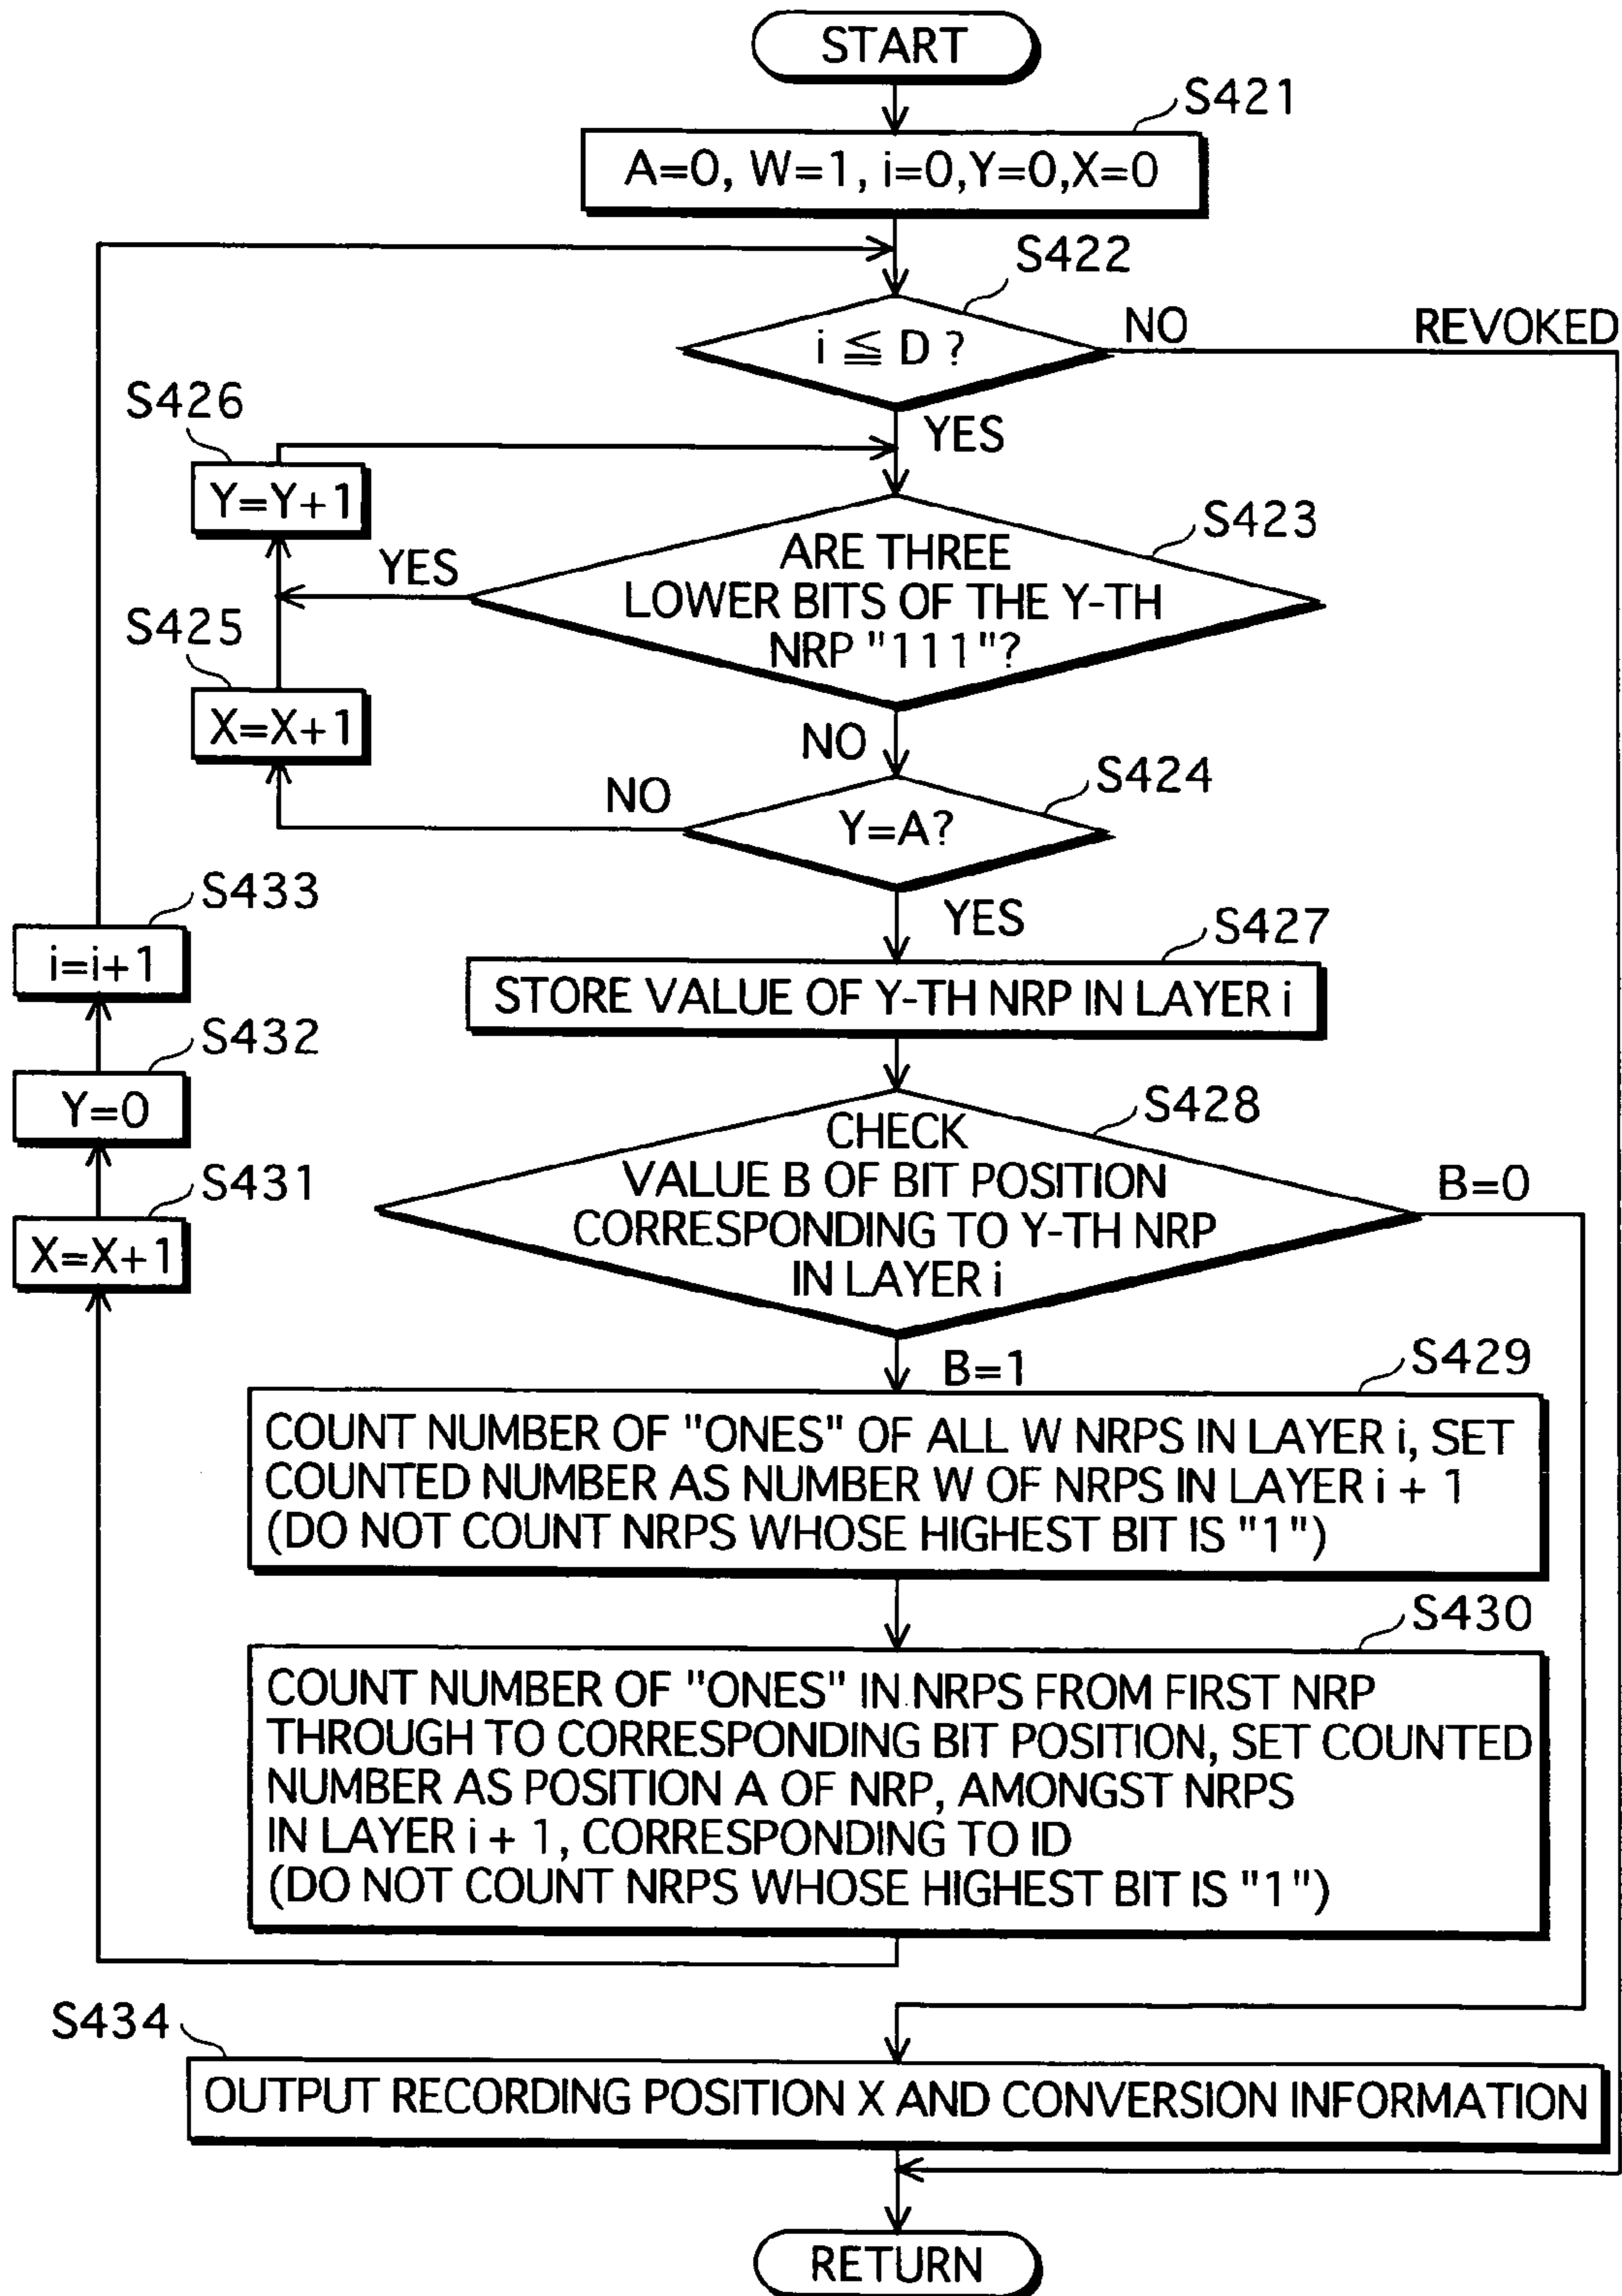 START
S421
A=0, W=1, i=0,Y=0,X=0
S422
i ≦ D ?
NO
REVOKED
YES
S426
Y=Y+1
S423
ARE THREE
LOWER BITS OF THE Y-TH
NRP "111"?
YES
S425
X=X+1
NO
S424
Y=A?
NO
YES
S433
i=i+1
S427
STORE VALUE OF Y-TH NRP IN LAYER i
S432
Y=0
S428
CHECK
VALUE B OF BIT POSITION
CORRESPONDING TO Y-TH NRP
IN LAYER i
B=0
S431
X=X+1
B=1
S429
COUNT NUMBER OF "ONES" OF ALL W NRPS IN LAYER i, SET
COUNTED NUMBER AS NUMBER W OF NRPS IN LAYER i + 1
(DO NOT COUNT NRPS WHOSE HIGHEST BIT IS "1")
S430
COUNT NUMBER OF "ONES" IN NRPS FROM FIRST NRP
THROUGH TO CORRESPONDING BIT POSITION, SET COUNTED
NUMBER AS POSITION A OF NRP, AMONGST NRPS
IN LAYER i + 1, CORRESPONDING TO ID
(DO NOT COUNT NRPS WHOSE HIGHEST BIT IS "1")
S434
OUTPUT RECORDING POSITION X AND CONVERSION INFORMATION
RETURN